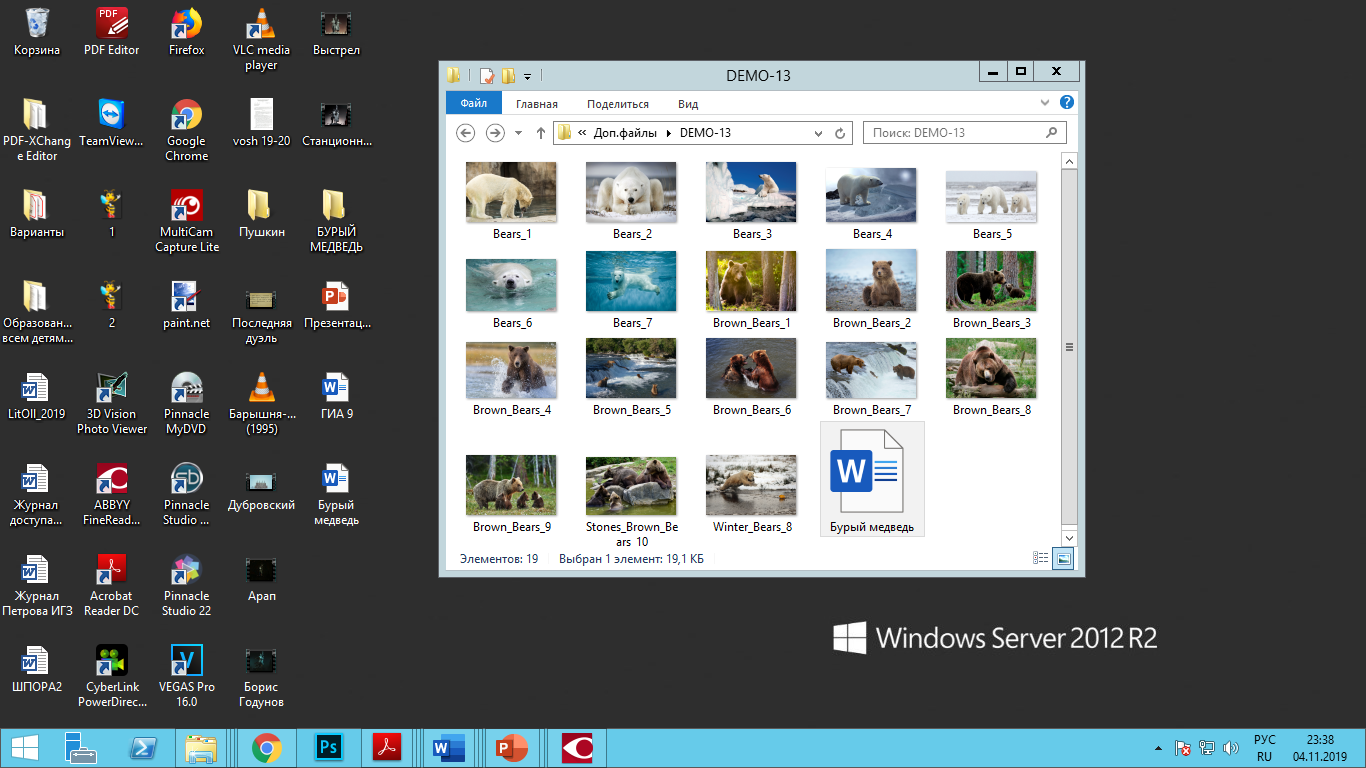 Корзина
PDF Editor
Firefox
VLC media
player
Выстрел
PDF-XChang
e Editor
TeamView...
Google
Chrome
vosh 19-20
Станционн...
Варианты
1
MultiCam
Capture Lite
Пушкин
БУРЫЙ
МЕДВЕДЬ
Образован...
всем детям...
2
paint.net
Последняя
дуэль
Презентац...
LitOll_2019
3D Vision
Photo Viewer
Pinnacle
MyDVD
Барышня-...
(1995)
ГИА 9
Журнал
доступа...
ABBYY
FineRead...
Pinnacle
Studio ...
Дубровский
Бурый
медведь
Журнал
Петрова ИГЗ
Acrobat
Reader DC
Pinnacle
Studio 22
Арап
ШПОРА2
CyberLink
PowerDirec...
VEGAS Pro
16.0
Борис
Годунов
DEMO-13
Файл
Главная
Поделиться
Вид
« Доп.файлы DEMO-13
Поиск: DEMO-13
Bears_1
Bears_2
Bears_3
Bears_4
Bears_5
Bears_6
Bears_7
Brown_Bears_1
Brown_Bears_2
Brown_Bears_3
Brown_Bears_4
Brown_Bears_5
Brown_Bears_6
Brown_Bears_7
Brown_Bears_8
Brown_Bears_9
Stones_Brown_Be
ars_10
Winter_Bears_8
Бурый медведь
Элементов: 19
Выбран 1 элемент: 19,1 КБ
Windows Server 2012 R2
РУС
RU
23:38
04.11.2019